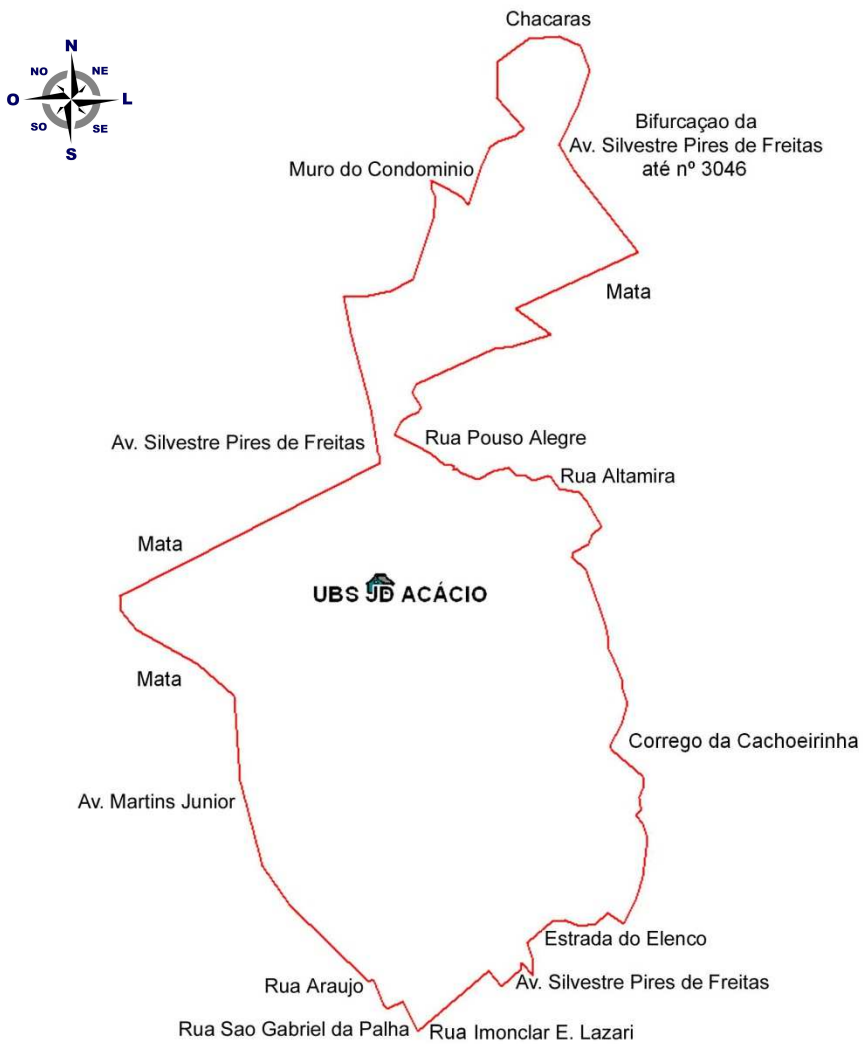 Chacaras
N
NO NE
O L
SO SE
S
Bifurcaçao da
Av. Silvestre Pires de Freitas
até nº 3046
Muro do Condominio
Mata
Av. Silvestre Pires de Freitas
Rua Pouso Alegre
Rua Altamira
Mata
UBS JD ACÁCIO
Mata
Corrego da Cachoeirinha
Av. Martins Junior
Estrada do Elenco
Rua Araujo
Av. Silvestre Pires de Freitas
Rua Sao Gabriel da Palha
Rua Imonclar E. Lazari